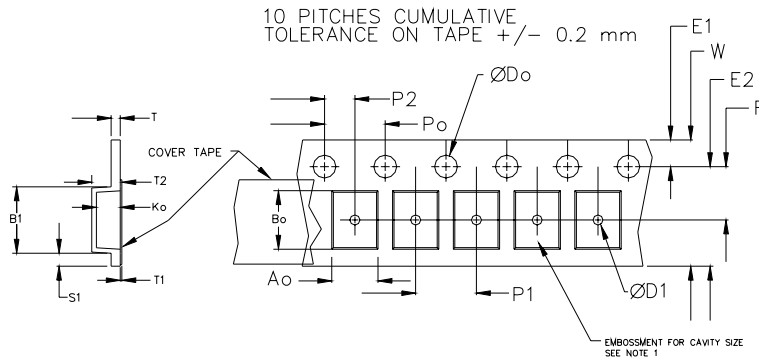 10 PITCHES CUMULATIVE
TOLERANCE ON TAPE +/- 0.2 mm
E1
W
E2
F
ØDo
P2
Po
T
COVER TAPE
T2
B1
Ko
Bo
S1
T1
Ao
P1
ØD1
EMBOSSMENT FOR CAVITY SIZE
SEE NOTE 1